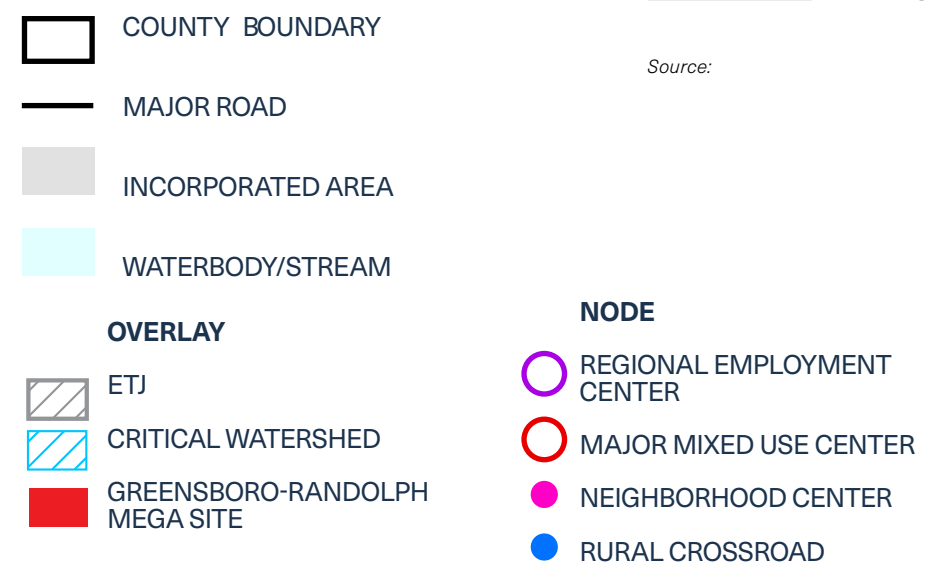 COUNTY BOUNDARY
Source:
MAJOR ROAD
INCORPORATED AREA
WATERBODY/STREAM
OVERLAY
ETJ
CRITICAL WATERSHED
GREENSBORO-RANDOLPH
MEGA SITE
NODE
REGIONAL EMPLOYMENT
CENTER
MAJOR MIXED USE CENTER
NEIGHBORHOOD CENTER
RURAL CROSSROAD